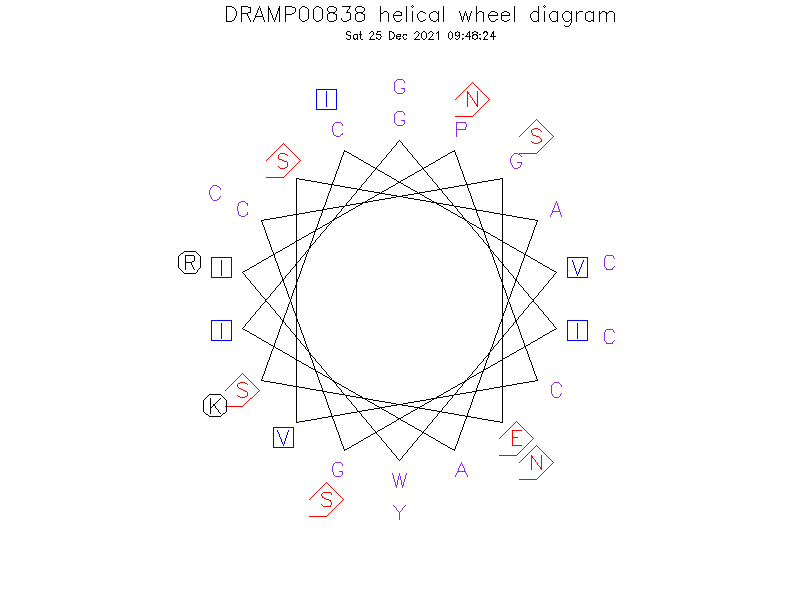 DRAMP00838 helical wheel diagram
Sat 25 Dec 2021 09:48:24
G
I N
G
C P S
S G
C
C A
R I V C
I I C
S C
K
V E
N
G W A
S
Y